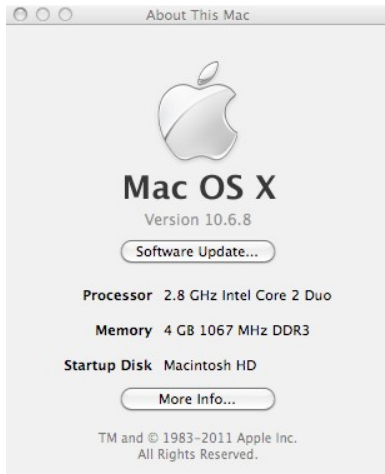 About This Mac
Mac OS X
Version 10.6.8
Software Update...
Processor 2.8 GHz Intel Core 2 Duo
Memory 4 GB 1067 MHz DDR3
Startup Disk Macintosh HD
More Info...
TM and © 1983-2011 Apple Inc.
All Rights Reserved.